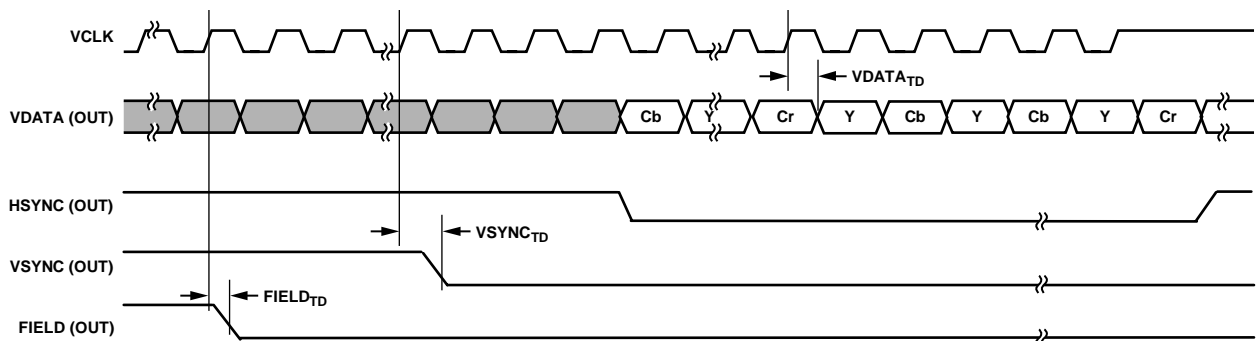 VCLK
VDATA_TD
VDATA (OUT)
Cb Y Cr Y Cb Y Cb Y Cr
HSYNC (OUT)
VSYNC_TD
VSYNC (OUT)
FIELD_TD
FIELD (OUT)